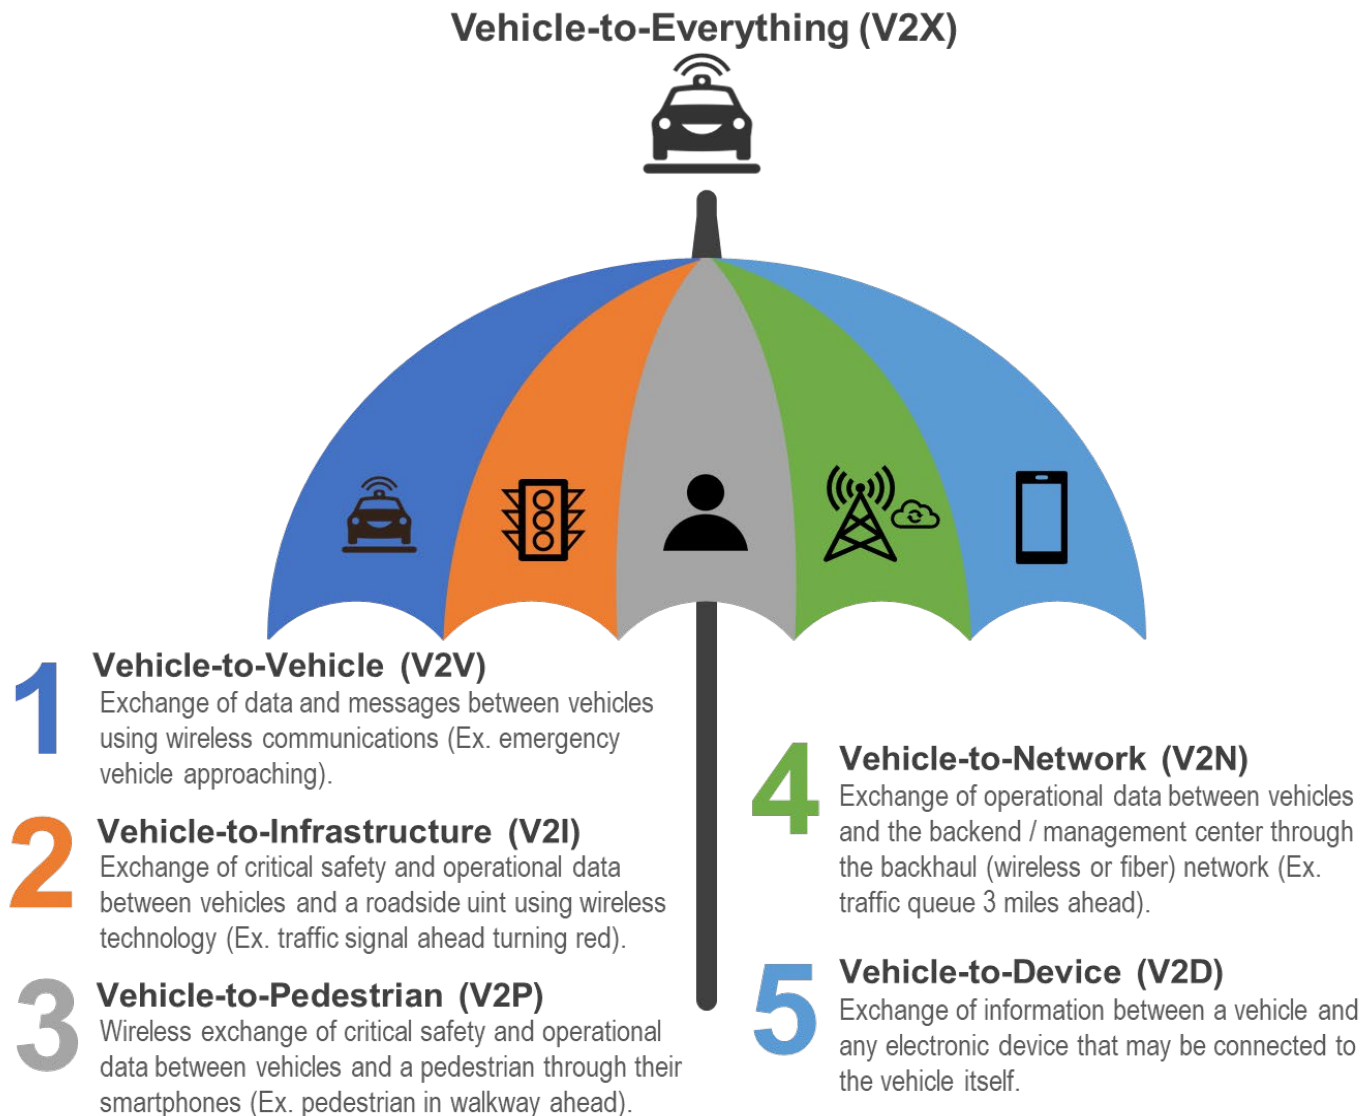 Vehicle-to-Everything (V2X)
1
Vehicle-to-Vehicle (V2V)
Exchange of data and messages between vehicles
using wireless communications (Ex. emergency
vehicle approaching).
2
Vehicle-to-Infrastructure (V2I)
Exchange of critical safety and operational data
between vehicles and a roadside uint using wireless
technology (Ex. traffic signal ahead turning red).
3
Vehicle-to-Pedestrian (V2P)
Wireless exchange of critical safety and operational
data between vehicles and a pedestrian through their
smartphones (Ex. pedestrian in walkway ahead).
4
Vehicle-to-Network (V2N)
Exchange of operational data between vehicles
and the backend / management center through
the backhaul (wireless or fiber) network (Ex.
traffic queue 3 miles ahead).
5
Vehicle-to-Device (V2D)
Exchange of information between a vehicle and
any electronic device that may be connected to
the vehicle itself.